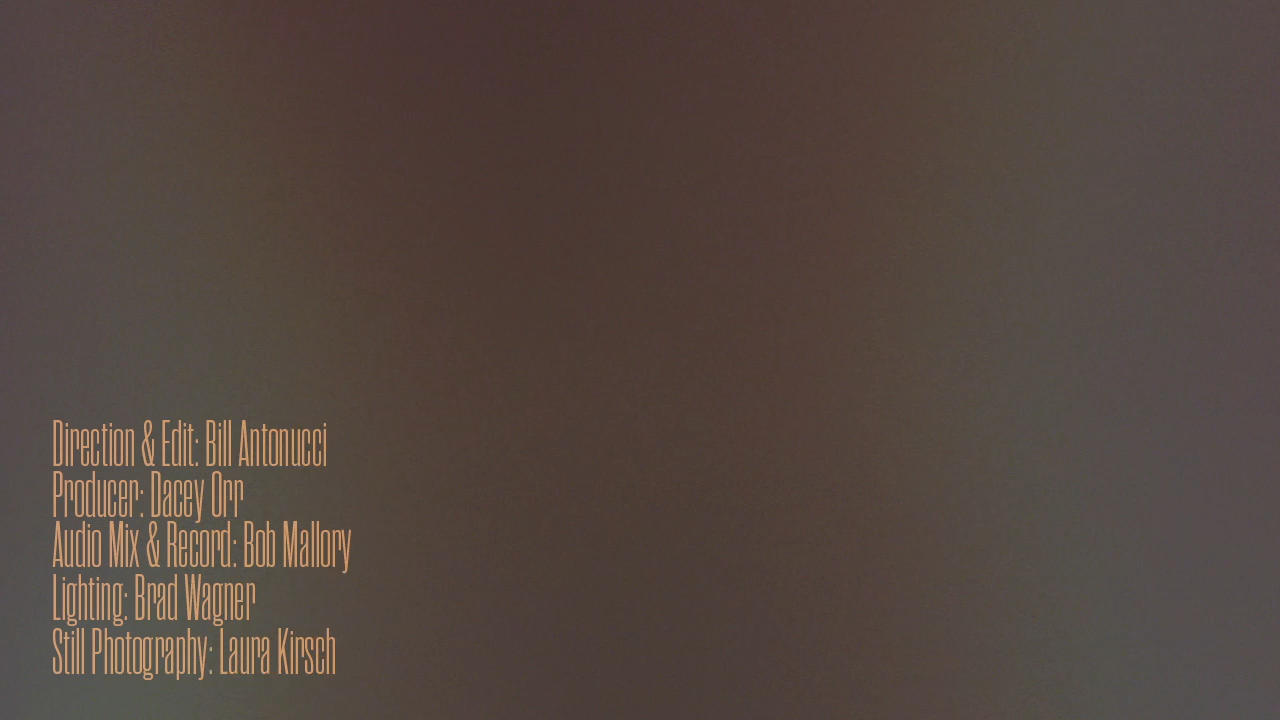 Direction & Edit: Bill Antonucci
Producer: Dacey Orr
Audio Mix & Record: Bob Mallory
Lighting: Brad Wagner
Still Photography: Laura Kirsch